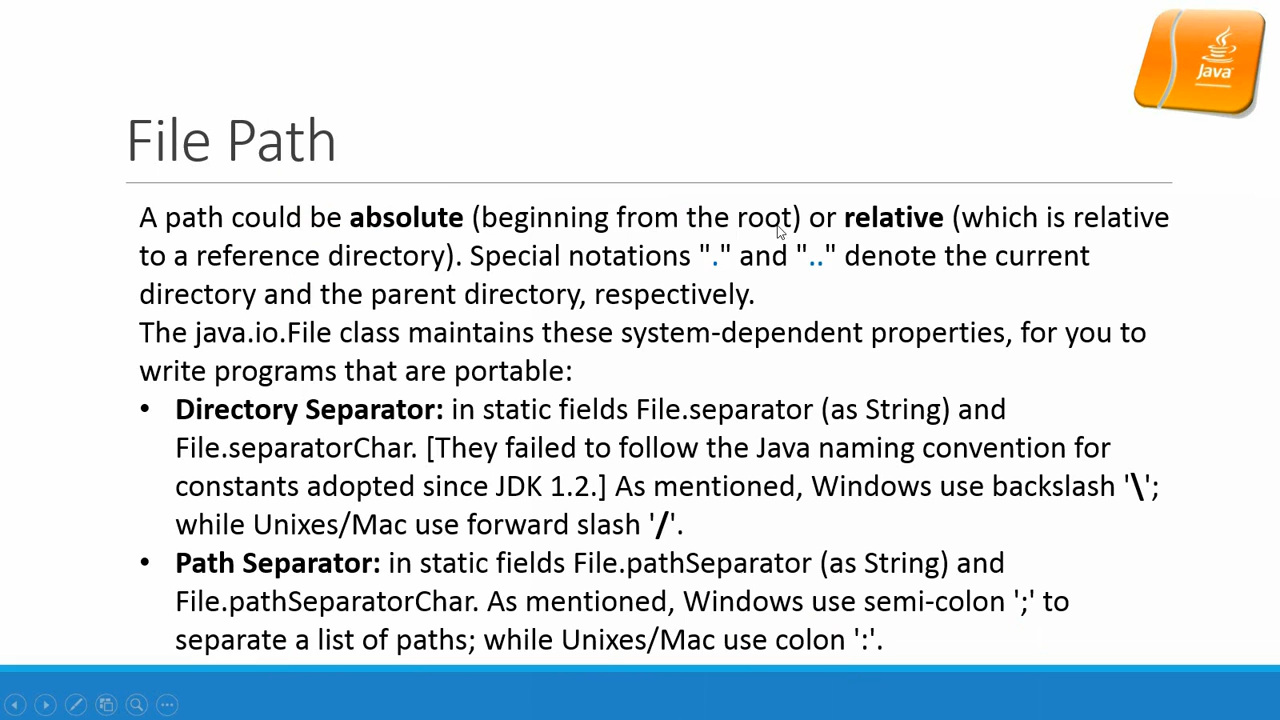 Java
File Path
A path could be absolute (beginning from the root) or relative (which is relative
to a reference directory). Special notations "." and ".." denote the current
directory and the parent directory, respectively.
The java.io.File class maintains these system-dependent properties, for you to
write programs that are portable:
• Directory Separator: in static fields File.separator (as String) and
File.separatorChar. [They failed to follow the Java naming convention for
constants adopted since JDK 1.2.] As mentioned, Windows use backslash '\';
while Unixes/Mac use forward slash '/'.
• Path Separator: in static fields File.pathSeparator (as String) and
File.pathSeparatorChar. As mentioned, Windows use semi-colon ';' to
separate a list of paths; while Unixes/Mac use colon ':'.